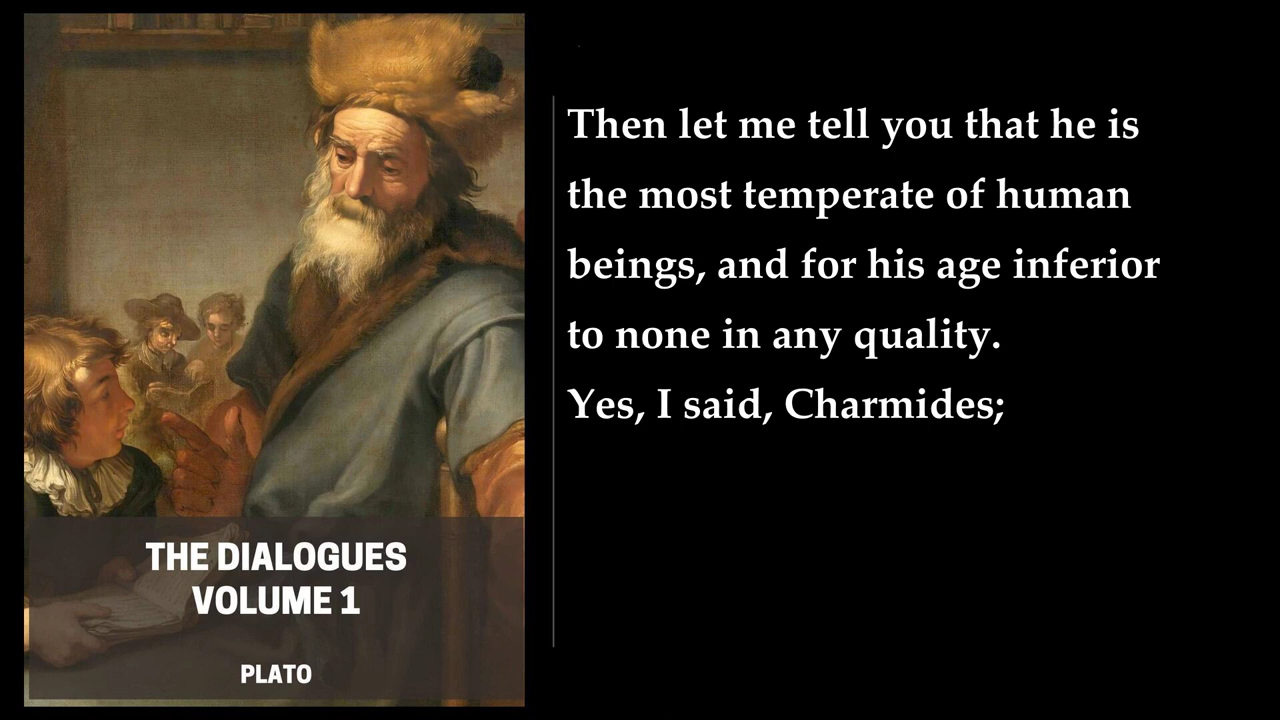 Then let me tell you that he is
the most temperate of human
beings, and for his age inferior
to none in any quality.
Yes, I said, Charmides;
THE DIALOGUES
VOLUME 1
PLATO